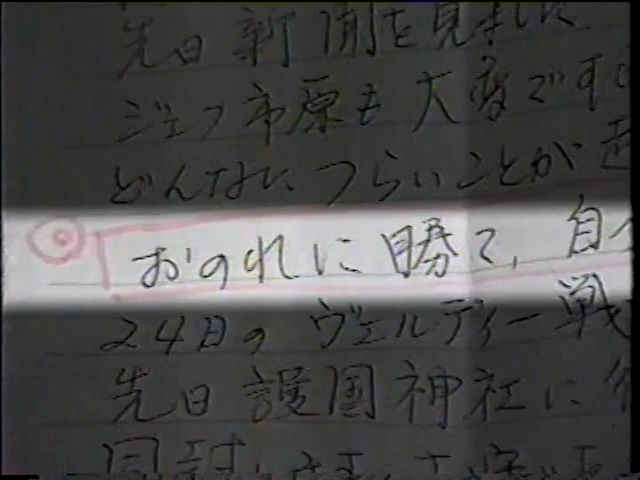 先日新聞を見ました
ジェフ市原も大変です
どんなに、つらいことが
おのれに勝て、自
24日の ヴェルディー戦
先日 護国神社に